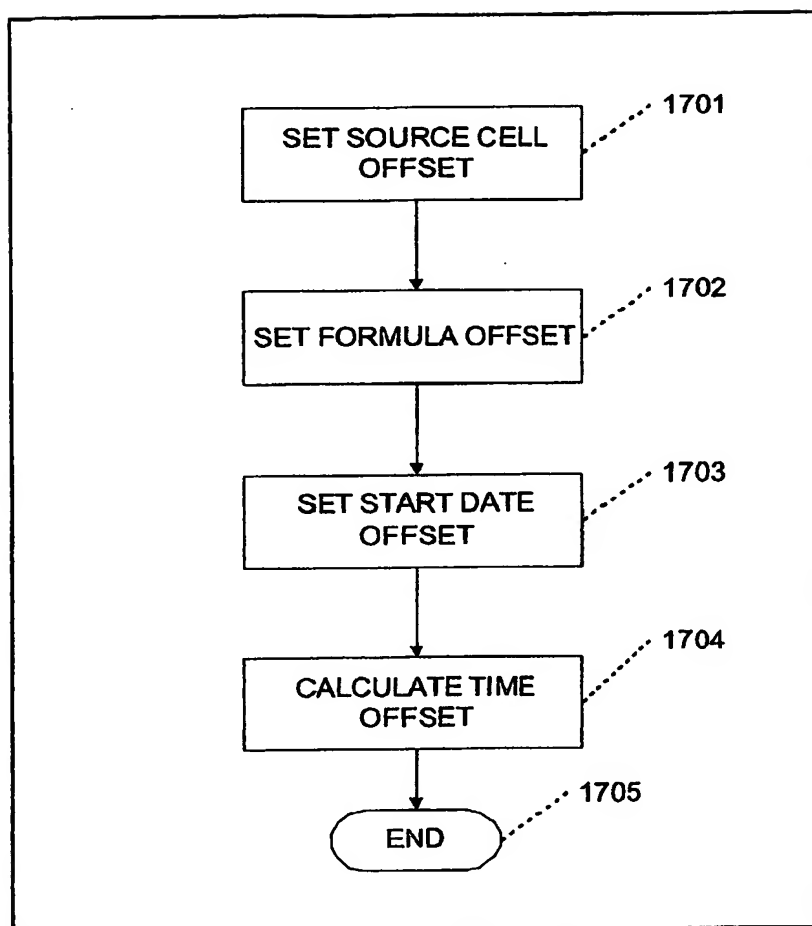 1701
SET SOURCE CELL
OFFSET
1702
SET FORMULA OFFSET
1703
SET START DATE
OFFSET
1704
CALCULATE TIME
OFFSET
1705
END